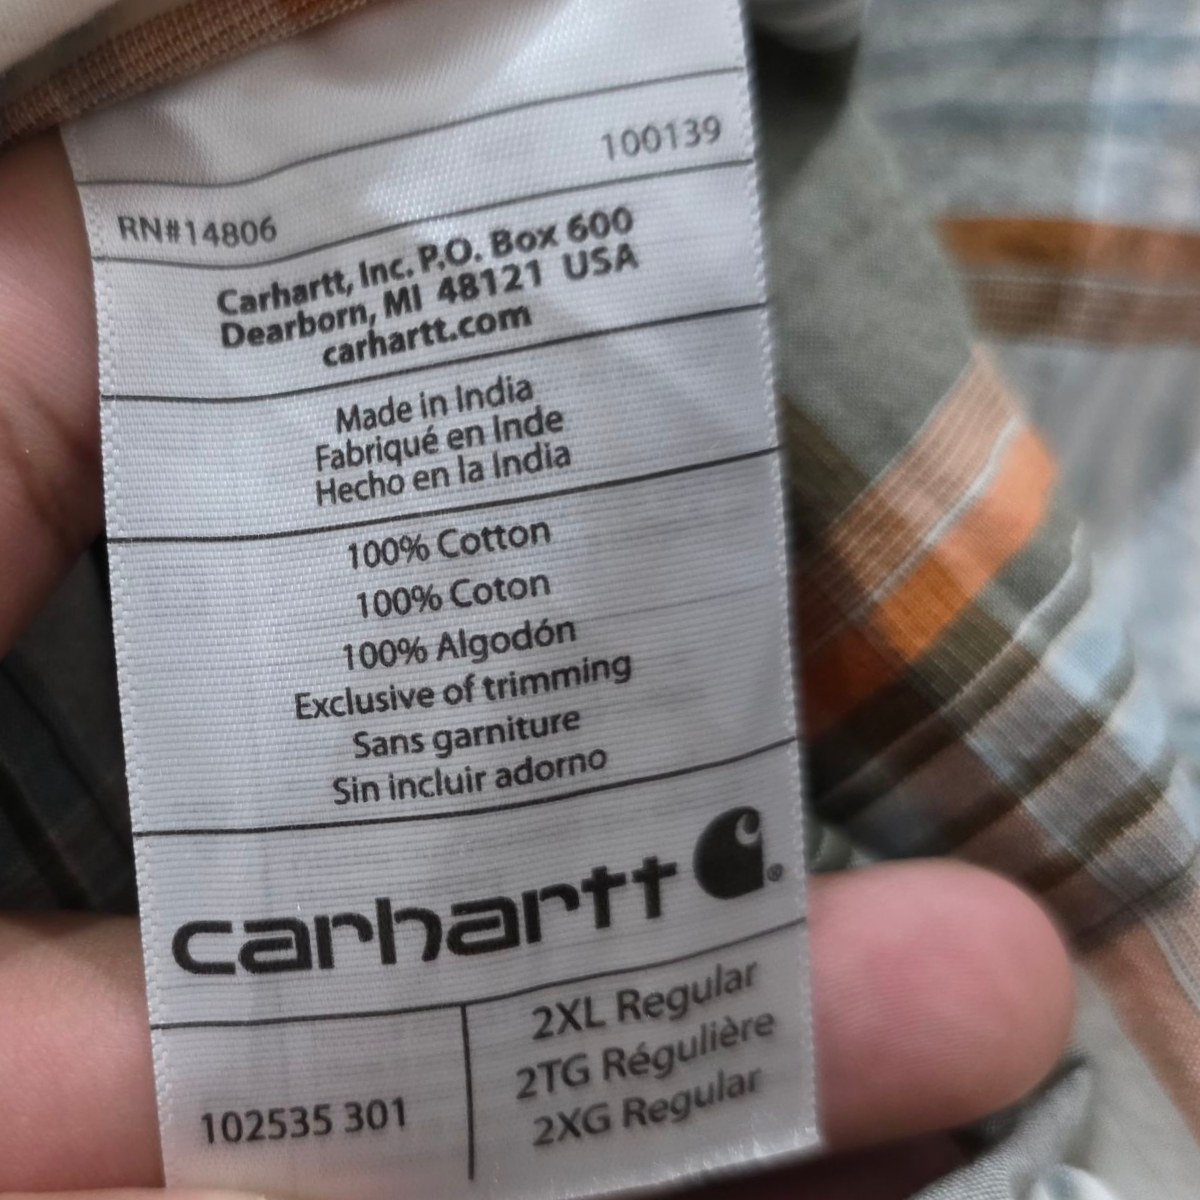 100139
RN#14806
Carhartt, Inc. P.O. Box 600
Dearborn, MI 48121 USA
carhartt.com
Made in India
Fabriqué en Inde
Hecho en la India
100% Cotton
100% Coton
100% Algodón
Exclusive of trimming
Sans garniture
Sin incluir adorno
carhartt ®
102535 301
2XL Regular
2TG Régulière
2XG Regular